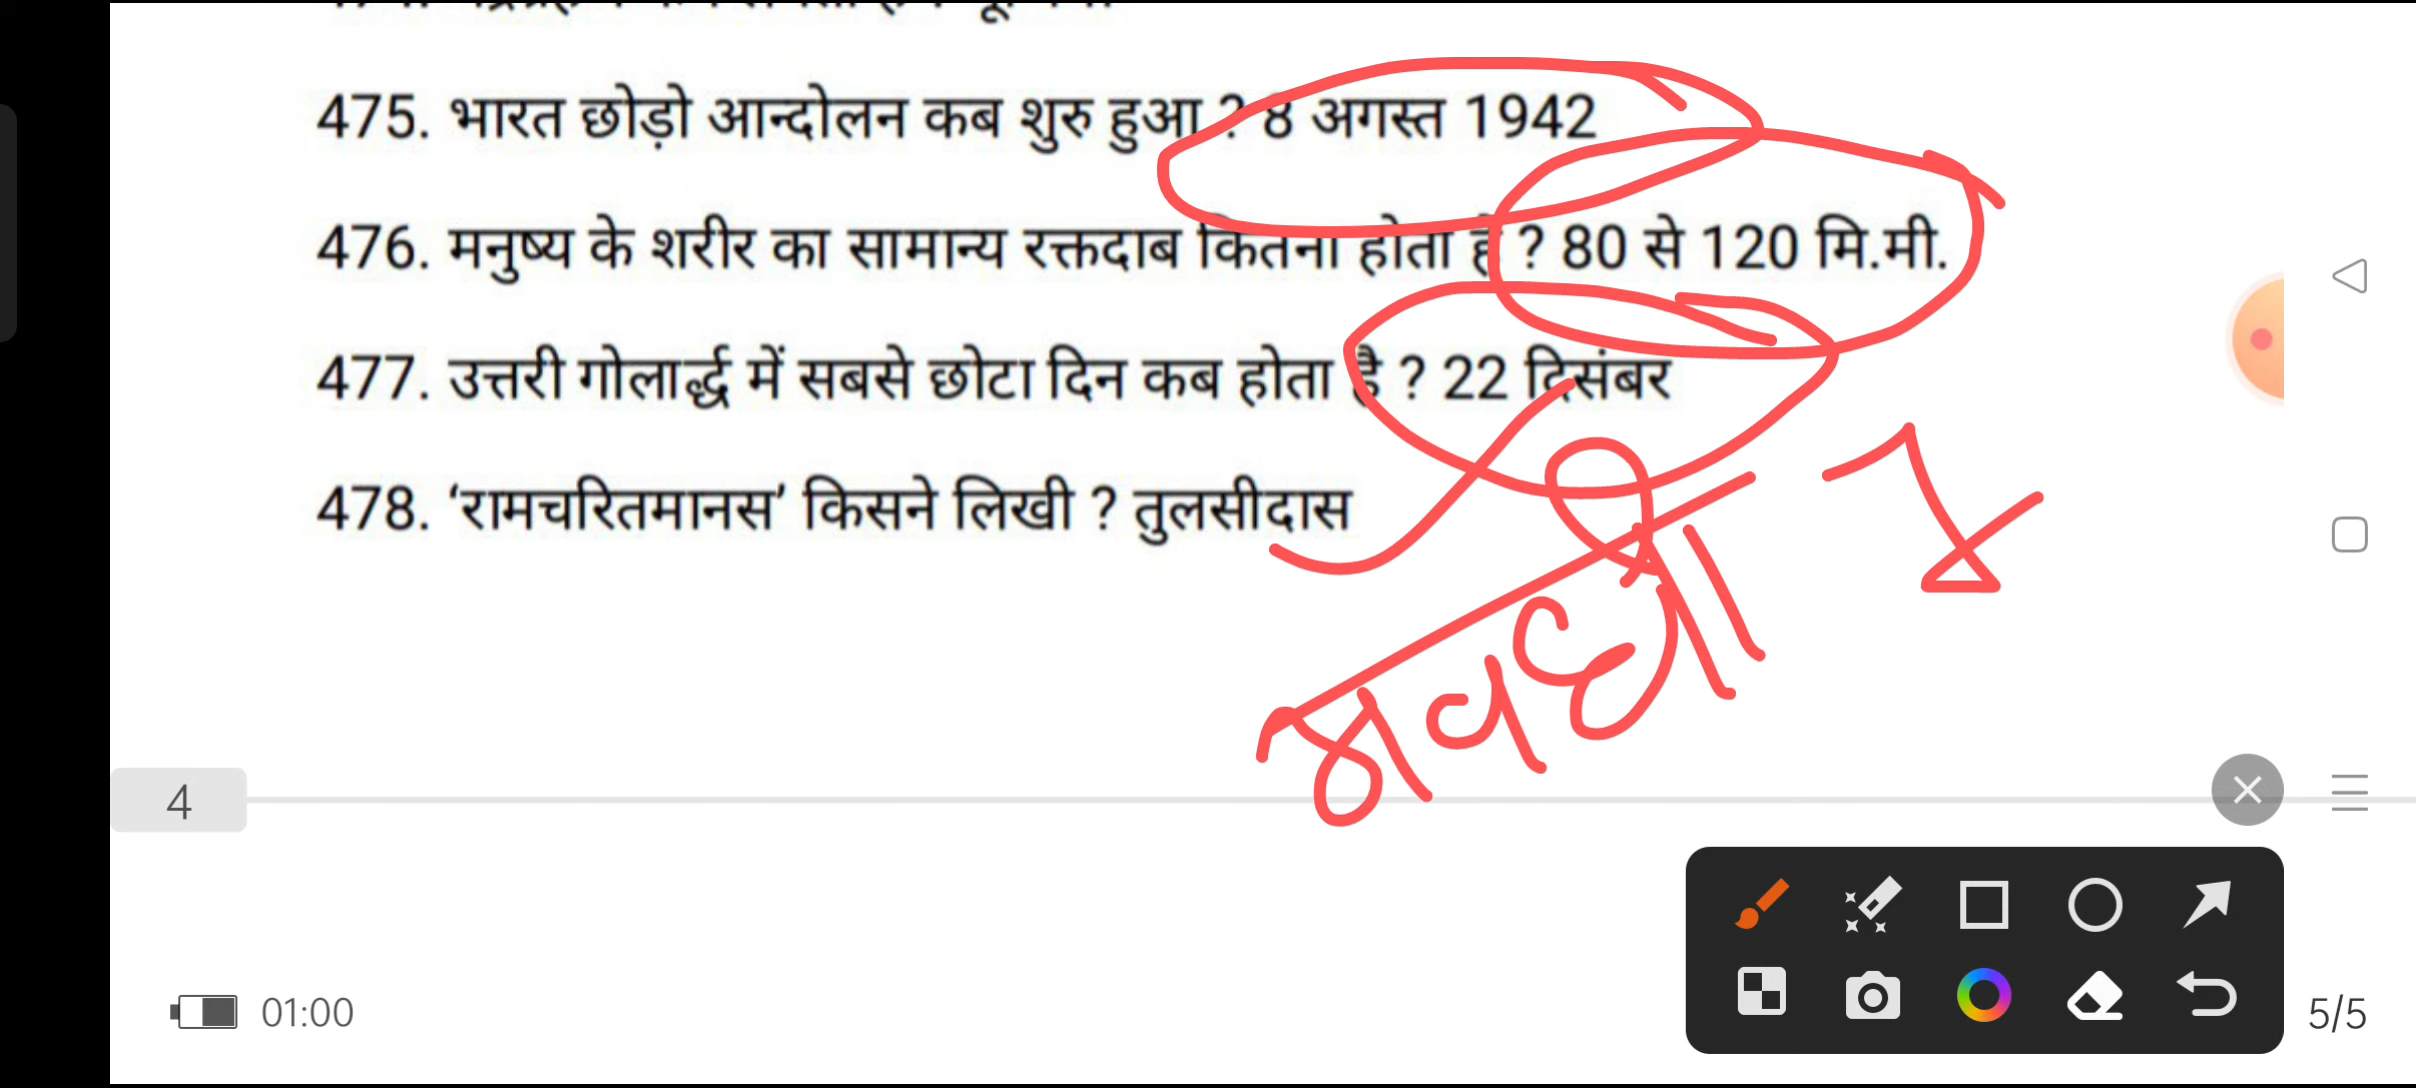 475. भारत छोड़ो आन्दोलन कब शुरु हुआ ? 8 अगस्त 1942
476. मनुष्य के शरीर का सामान्य रक्तदाब कितना होता है ? 80 से 120 मि.मी.
477. उत्तरी गोलार्द्ध में सबसे छोटा दिन कब होता है ? 22 दिसंबर
478. ‘रामचरितमानस’ किसने लिखी ? तुलसीदास
अवधी
4
01:00
5/5